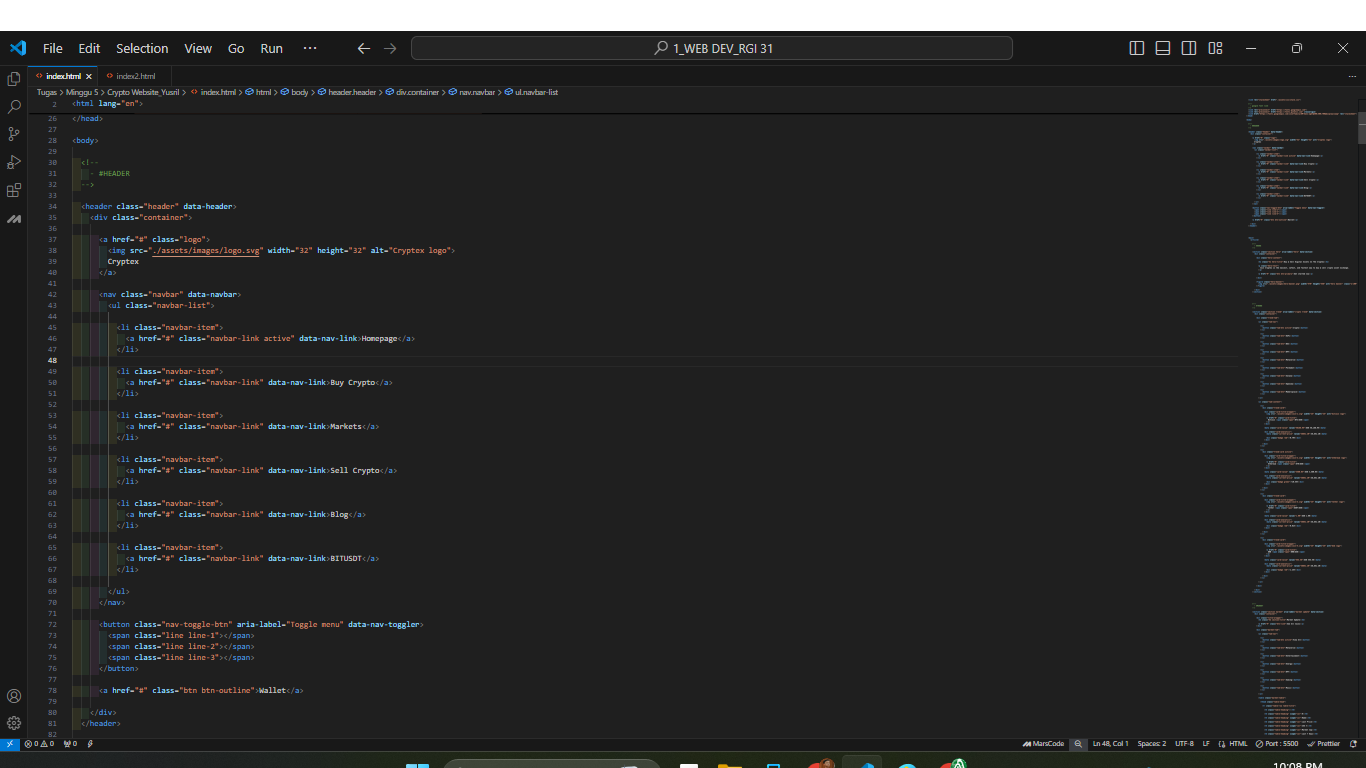 File Edit Selection View Go Run ··· 1_WEB DEV_RGI 31
index.html index2.html
Tugas > Minggu 5 > Crypto Website_Yusril > index.html > html > body > header.header > div.container > nav.navbar > ul.navbar-list
2 <html lang="en">
26 </head>
27
28 <body>
29
30 <!--
31 - #HEADER
32 -->
33
34 <header class="header" data-header>
35 <div class="container">
36
37 <a href="#" class="logo">
38 <img src="./assets/images/logo.svg" width="32" height="32" alt="Cryptex logo">
39 Cryptex
40 </a>
41
42 <nav class="navbar" data-navbar>
43 <ul class="navbar-list">
44
45 <li class="navbar-item">
46 <a href="#" class="navbar-link active" data-nav-link>Homepage</a>
47 </li>
48
49 <li class="navbar-item">
50 <a href="#" class="navbar-link" data-nav-link>Buy Crypto</a>
51 </li>
52
53 <li class="navbar-item">
54 <a href="#" class="navbar-link" data-nav-link>Markets</a>
55 </li>
56
57 <li class="navbar-item">
58 <a href="#" class="navbar-link" data-nav-link>Sell Crypto</a>
59 </li>
60
61 <li class="navbar-item">
62 <a href="#" class="navbar-link" data-nav-link>Blog</a>
63 </li>
64
65 <li class="navbar-item">
66 <a href="#" class="navbar-link" data-nav-link>BITUSDT</a>
67 </li>
68
69 </ul>
70 </nav>
71
72 <button class="nav-toggle-btn" aria-label="Toggle menu" data-nav-toggler>
73 <span class="line line-1"></span>
74 <span class="line line-2"></span>
75 <span class="line line-3"></span>
76 </button>
77
78 <a href="#" class="btn btn-outline">Wallet</a>
79
80 </div>
81 </header>
82
0 0 0 MarsCode Ln 48, Col 1 Spaces: 2 UTF-8 LF HTML Port : 5500 Prettier
10:08 PM